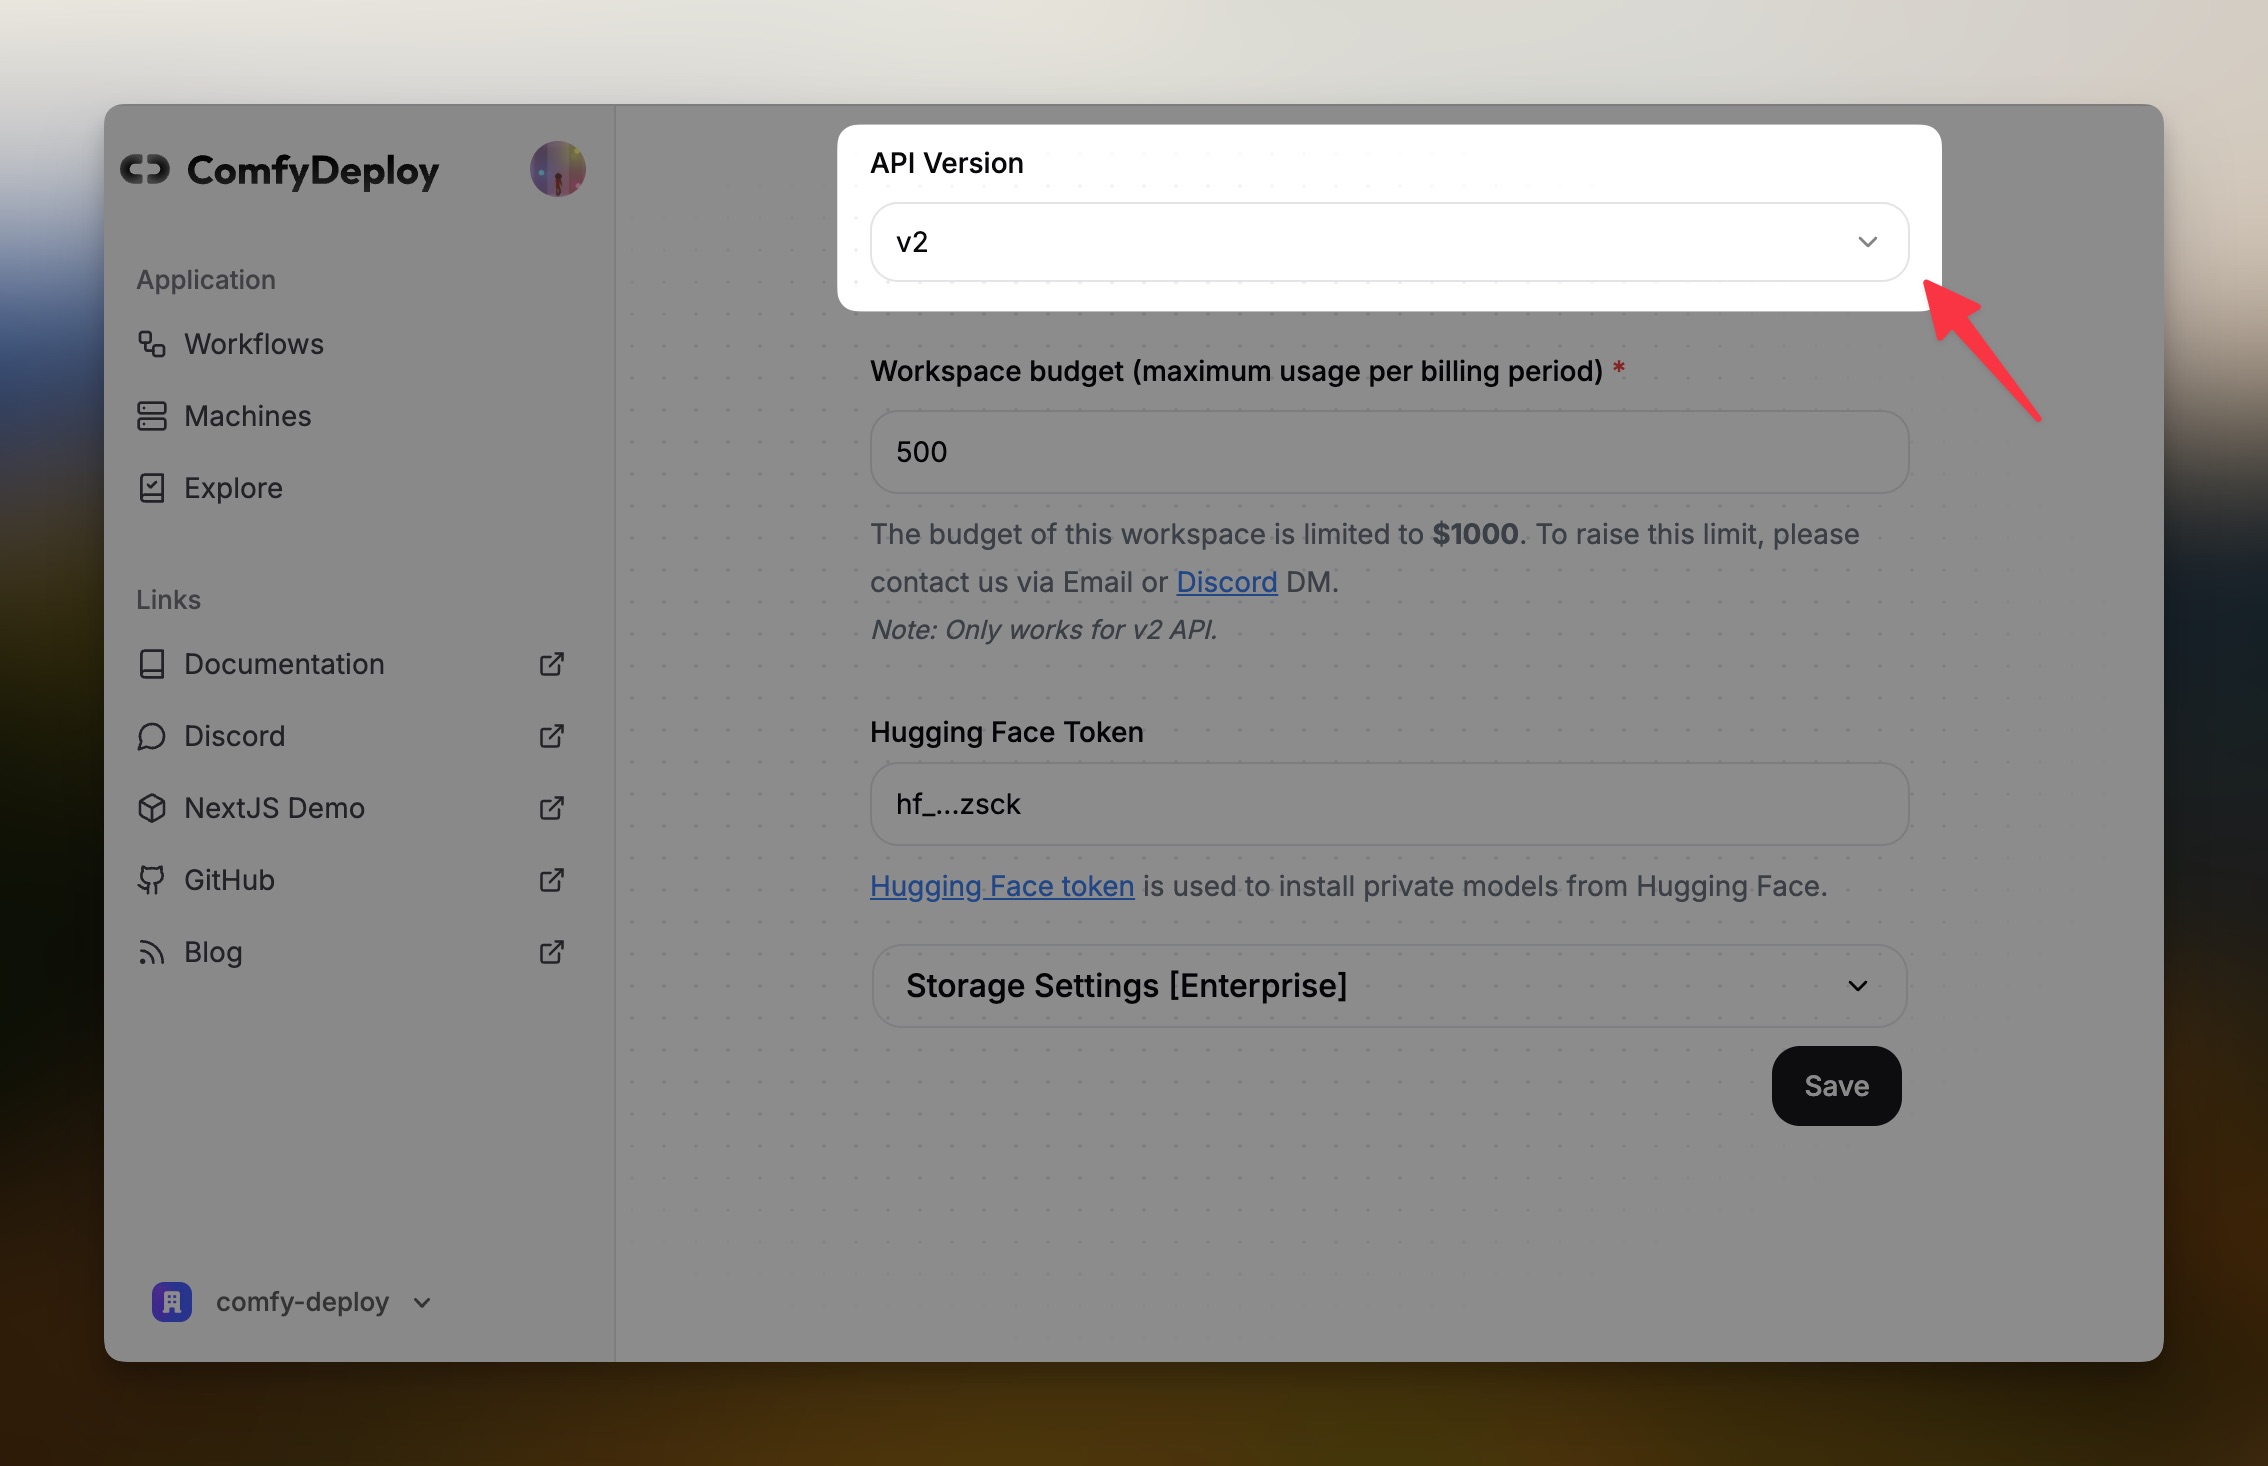 ComfyDeploy
Application
Workflows
Machines
Explore
Links
Documentation
Discord
NextJS Demo
GitHub
Blog
comfy-deploy
API Version
v2
Workspace budget (maximum usage per billing period) *
500
The budget of this workspace is limited to $1000. To raise this limit, please
contact us via Email or Discord DM.
Note: Only works for v2 API.
Hugging Face Token
hf_...zsck
Hugging Face token is used to install private models from Hugging Face.
Storage Settings [Enterprise]
Save